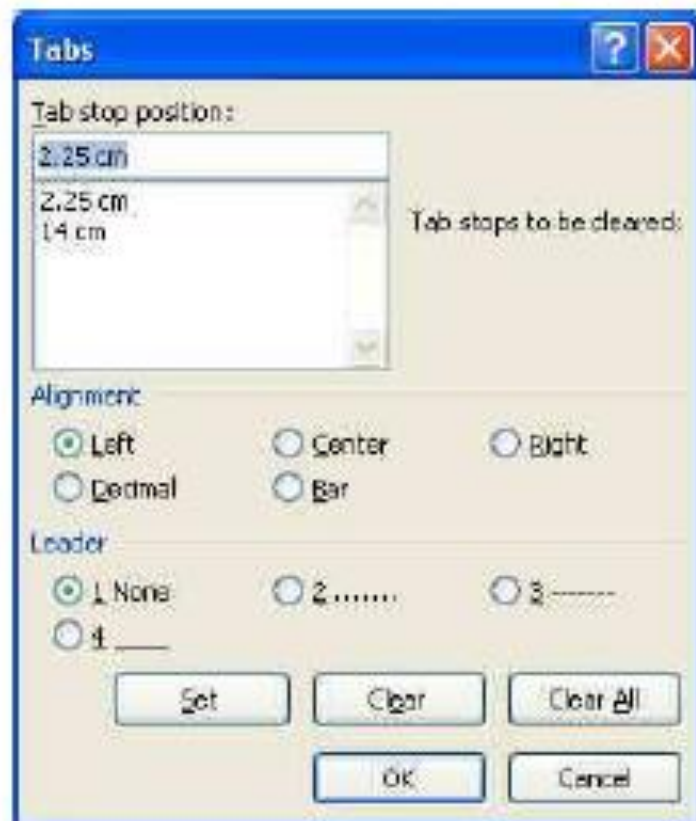 Tabs
Tab stop position:
2.25 cm
2.25 cm
14 cm
Tab stops to be cleared:
Alignment
Left Center Right
Decimal Bar
Leader
1 None 2 ....... 3 -------
4 ___
Set Clear Clear All
OK Cancel